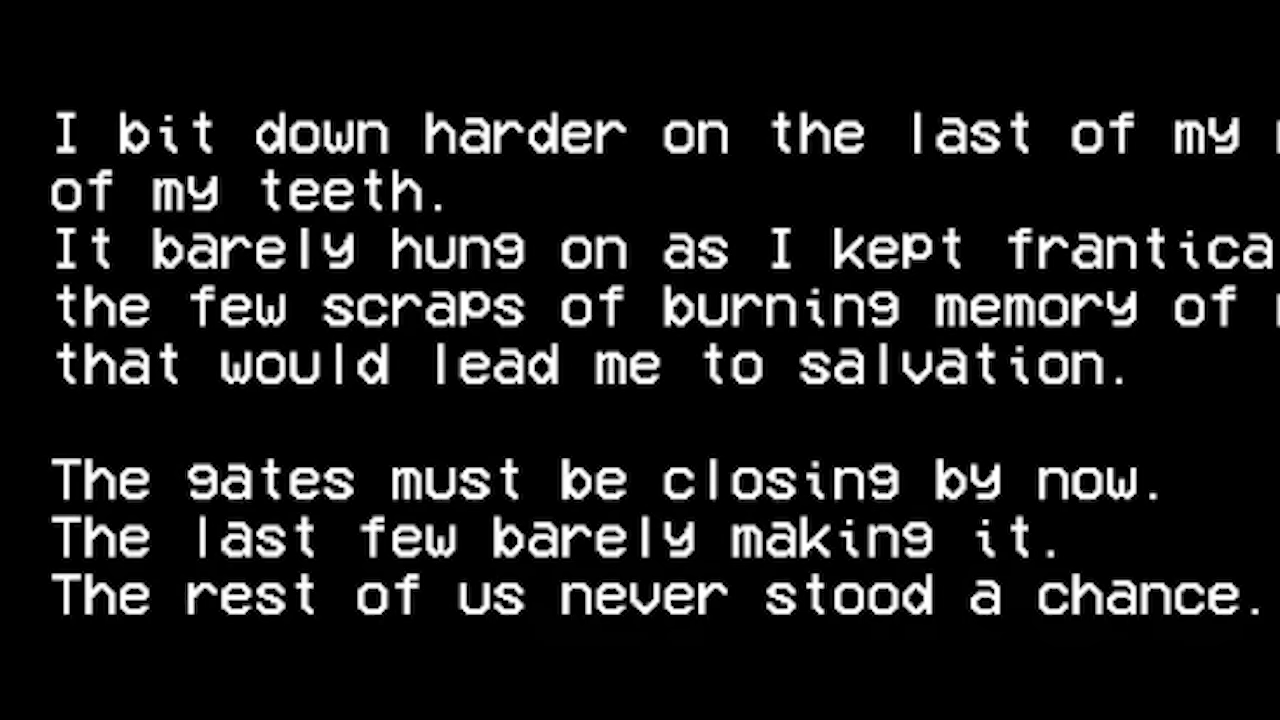 I bit down harder on the last of my
of my teeth.
It barely hung on as I kept
the few scraps of burning memory of
that would lead me to salvation.
The gates must be closing by now.
The last few barely making it.
The rest of us never stood a chance.